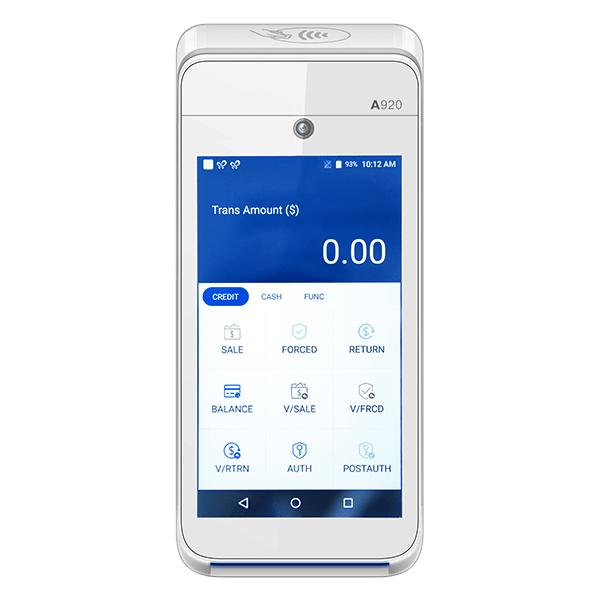 A920
93% 10:12 AM
Trans Amount ($)
0.00
CREDIT CASH FUNC
SALE FORCED RETURN
BALANCE V/SALE V/FRCD
V/RTRN AUTH POSTAUTH